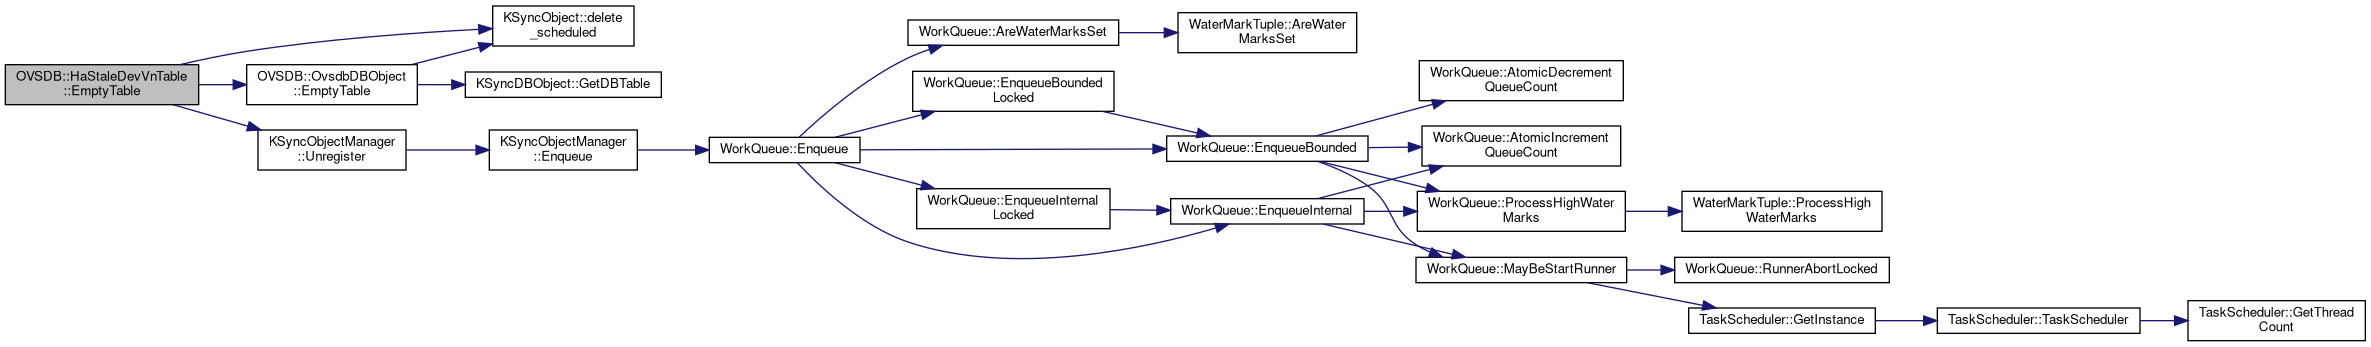 OVSDB::HaStaleDevVnTable
::EmptyTable
KSyncObject::delete
_scheduled
OVSDB::OvsdbDBObject
::EmptyTable
KSyncDBObject::GetDBTable
KSyncObjectManager
::Unregister
KSyncObjectManager
::Enqueue
WorkQueue::Enqueue
WorkQueue::AreWaterMarksSet
WaterMarkTuple::AreWater
MarksSet
WorkQueue::EnqueueBounded
Locked
WorkQueue::EnqueueBounded
WorkQueue::EnqueueInternal
Locked
WorkQueue::EnqueueInternal
WorkQueue::AtomicDecrement
QueueCount
WorkQueue::AtomicIncrement
QueueCount
WorkQueue::ProcessHighWater
Marks
WaterMarkTuple::ProcessHigh
WaterMarks
WorkQueue::MayBeStartRunner
WorkQueue::RunnerAbortLocked
TaskScheduler::GetInstance
TaskScheduler::TaskScheduler
TaskScheduler::GetThread
Count